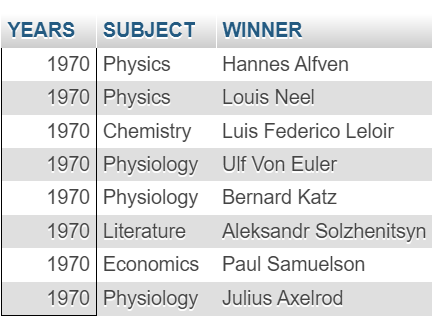 YEARS SUBJECT WINNER
1970 Physics Hannes Alfven
1970 Physics Louis Neel
1970 Chemistry Luis Federico Leloir
1970 Physiology Ulf Von Euler
1970 Physiology Bernard Katz
1970 Literature Aleksandr Solzhenitsyn
1970 Economics Paul Samuelson
1970 Physiology Julius Axelrod